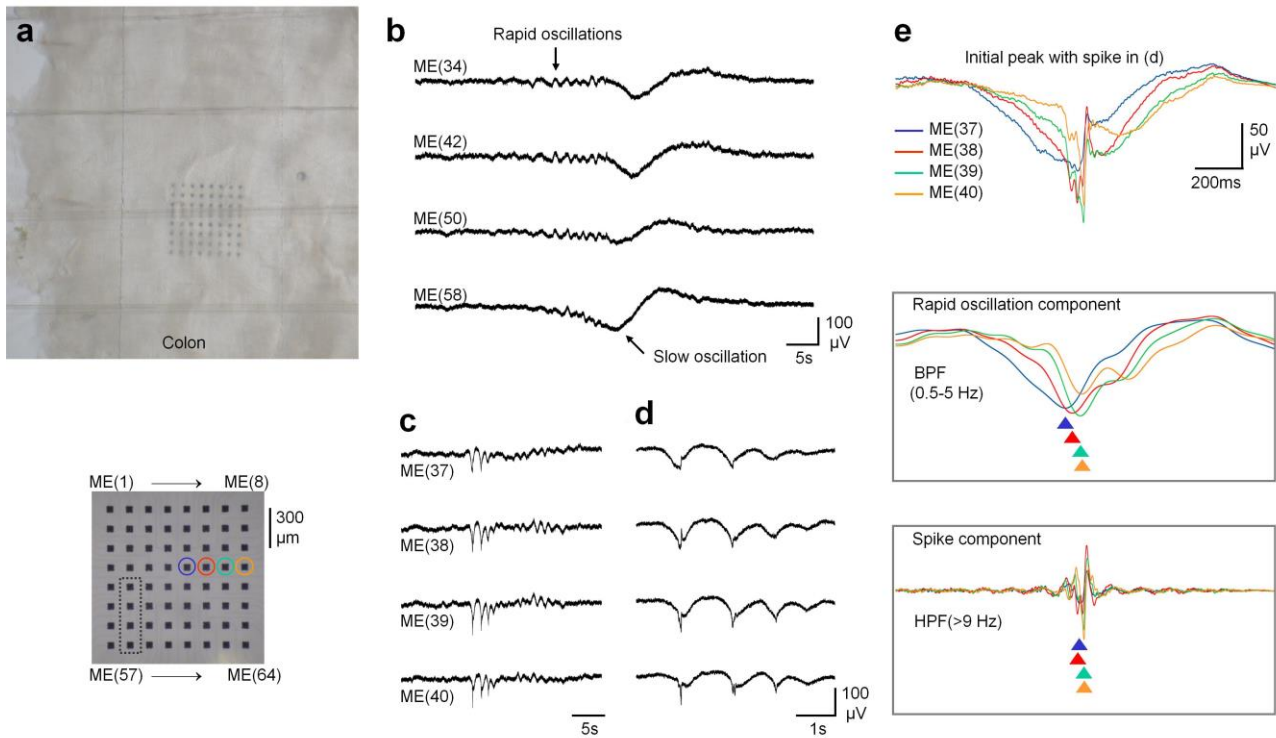 a
Colon
ME(1)
ME(8)
300
μm
ME(57)
ME(64)
b
Rapid oscillations
ME(34)
ME(42)
ME(50)
ME(58)
Slow oscillation
100
μV
5s
c
ME(37)
ME(38)
ME(39)
ME(40)
5s
d
100
μV
1s
e
Initial peak with spike in (d)
ME(37)
ME(38)
ME(39)
ME(40)
50
μV
200ms
Rapid oscillation component
BPF
(0.5-5 Hz)
Spike component
HPF(>9 Hz)